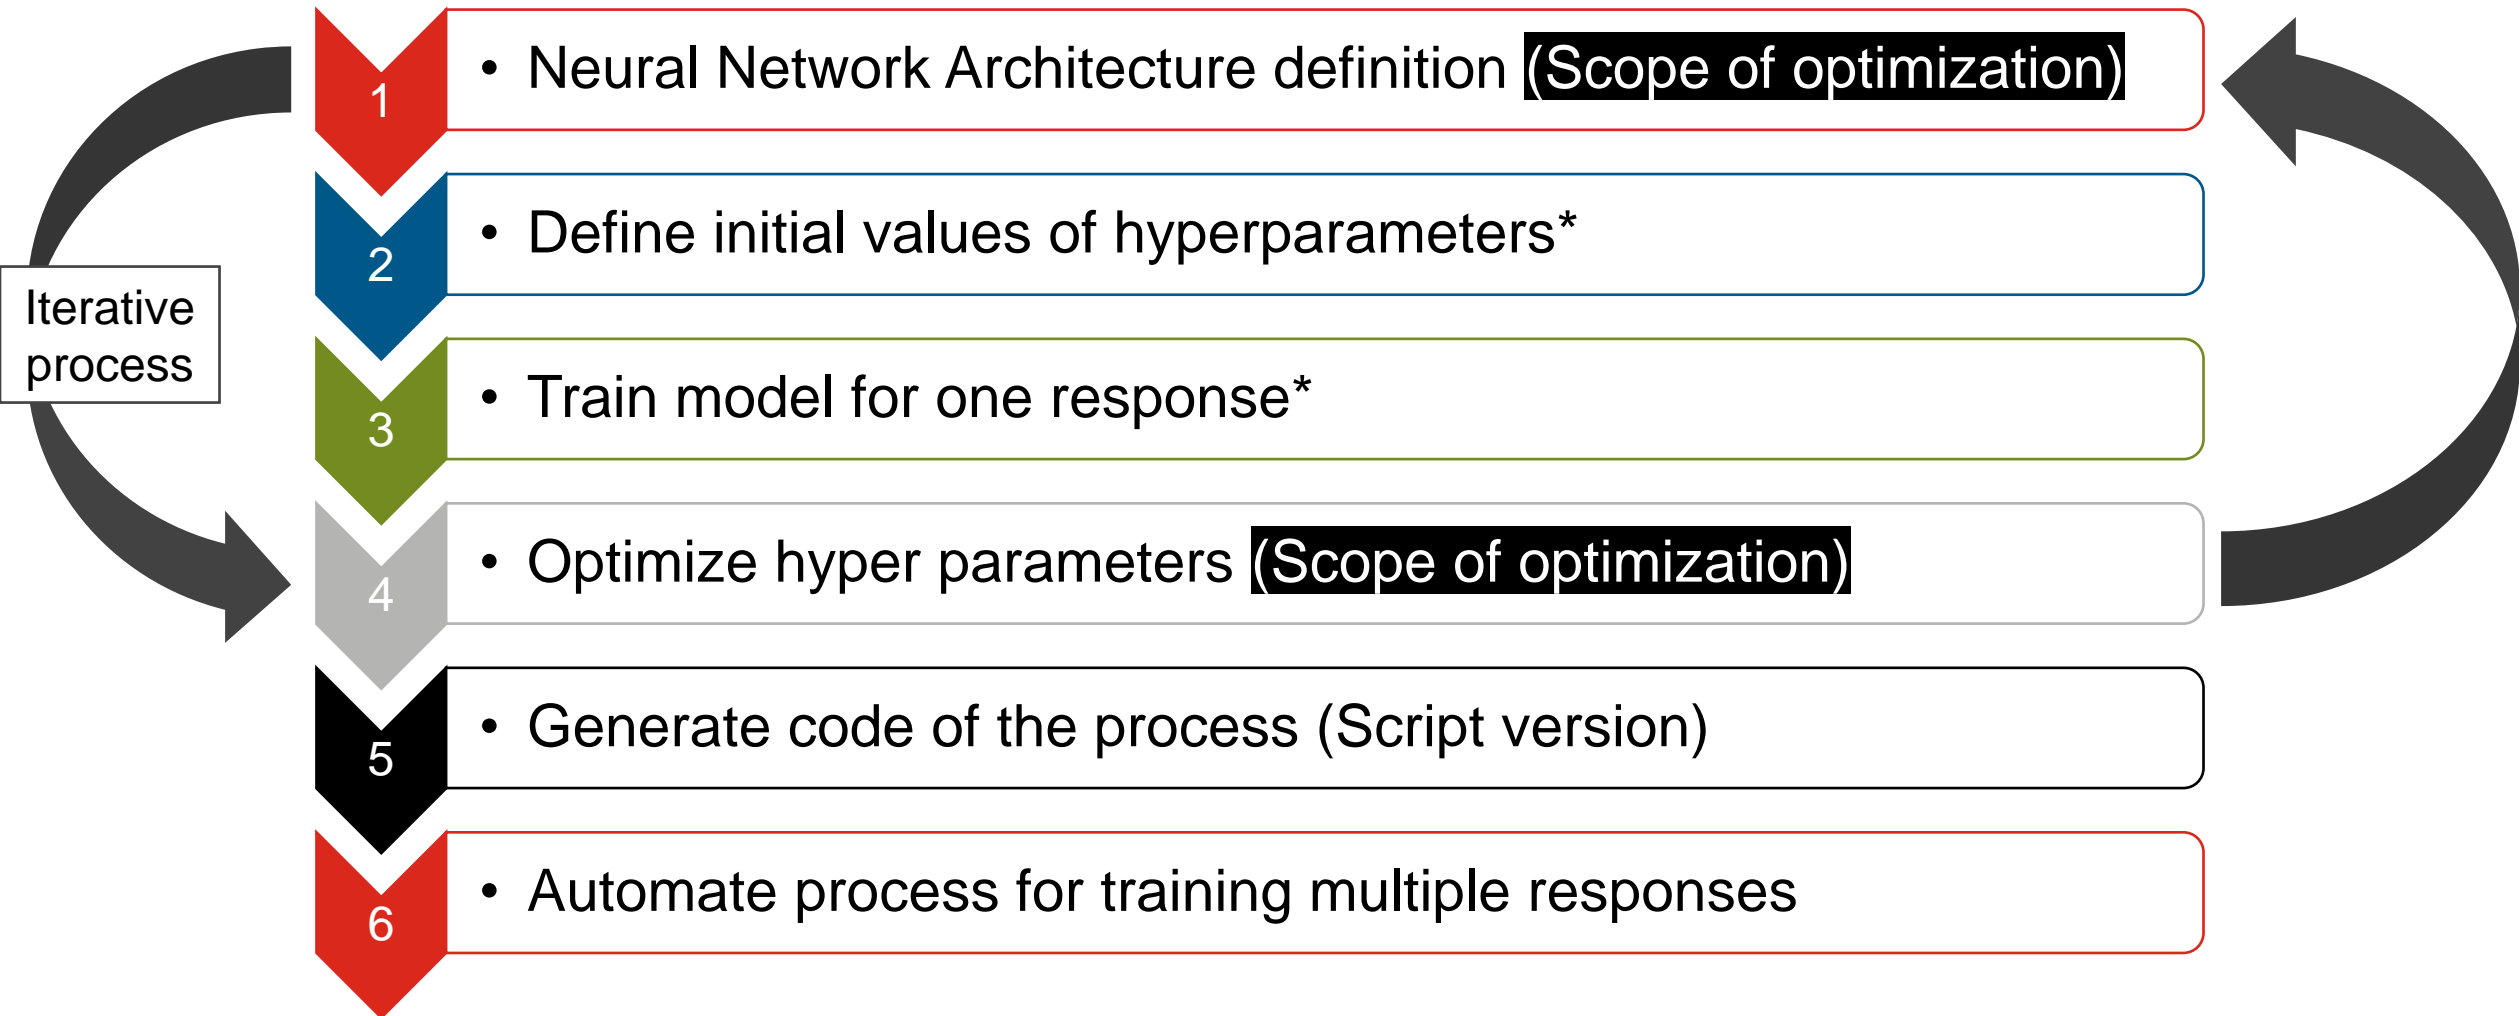 1
• Neural Network Architecture definition (Scope of optimization)
2
• Define initial values of hyperparameters*
Iterative
process
3
• Train model for one response*
4
• Optimize hyper parameters (Scope of optimization)
5
• Generate code of the process (Script version)
6
• Automate process for training multiple responses